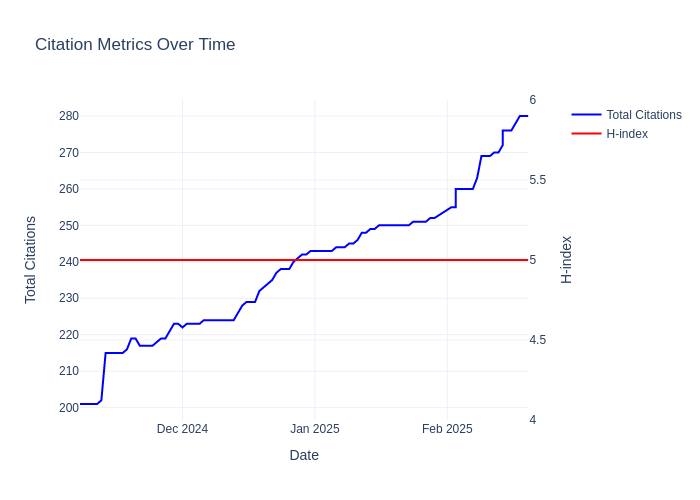 Citation Metrics Over Time
Total Citations
H-index
280
270
260
250
240
230
220
210
200
6
5.5
5
4.5
4
Total Citations
H-index
Dec 2024
Jan 2025
Feb 2025
Date